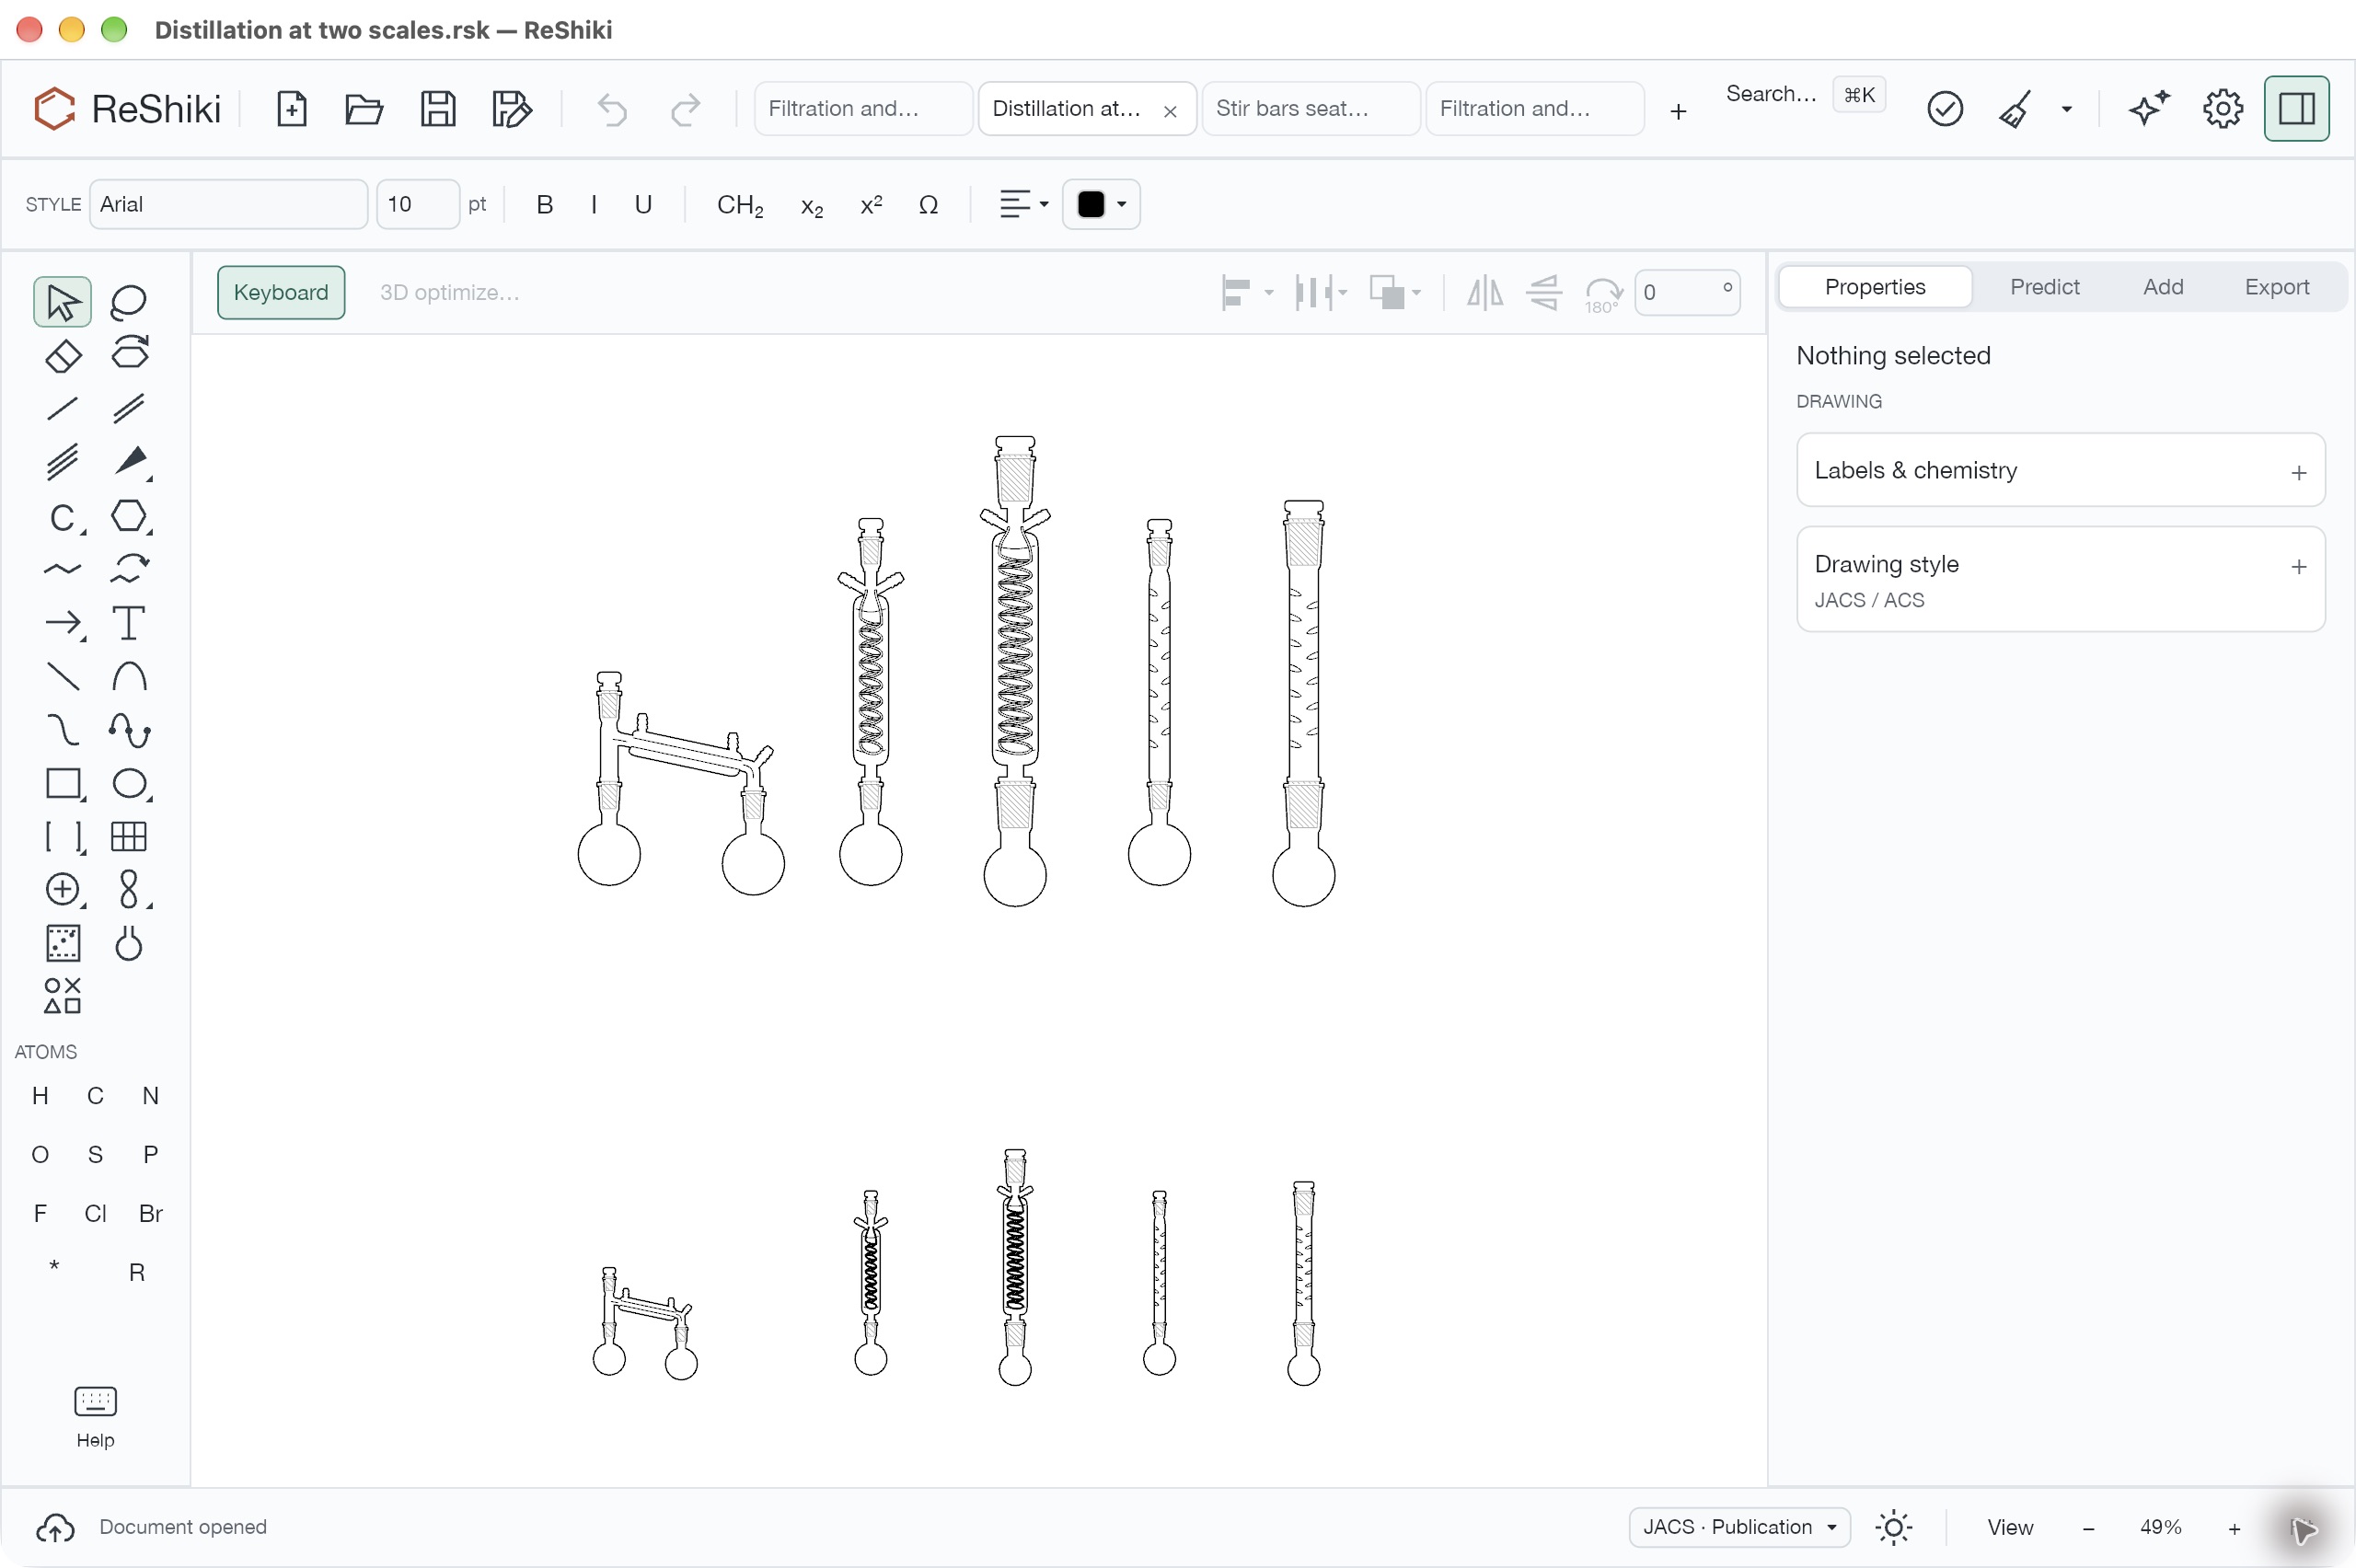 Distillation at two scales.rsk — ReShiki
ReShiki
Filtration and...
Distillation at... ×
Stir bars seat...
Filtration and...
+
Search... ⌘K
STYLE Arial 10 pt B I U CH₂ x₂ x² Ω
Keyboard 3D optimize...
180°
0 °
Properties Predict Add Export
Nothing selected
DRAWING
Labels & chemistry +
Drawing style +
JACS / ACS
C
T
ATOMS
H C N
O S P
F Cl Br
* R
Help
Document opened
JACS · Publication
View − 49% +